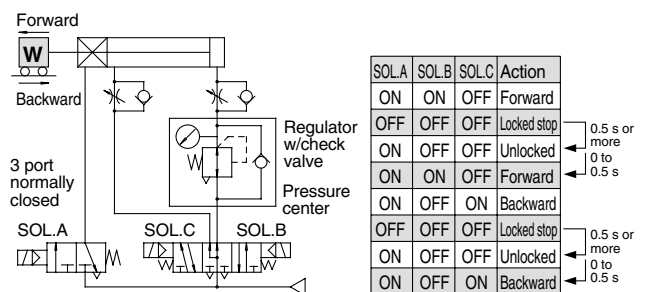 Forward
W
Backward
Regulator
w/check
valve
Pressure
center
3 port
normally
closed
SOL.A
SOL.C
SOL.B
SOL.A SOL.B SOL.C Action
ON ON OFF Forward
OFF OFF OFF Locked stop
ON OFF OFF Unlocked
ON ON OFF Forward
ON OFF ON Backward
OFF OFF OFF Locked stop
ON OFF OFF Unlocked
ON OFF ON Backward
0.5 s or
more
0 to
0.5 s
0.5 s or
more
0 to
0.5 s